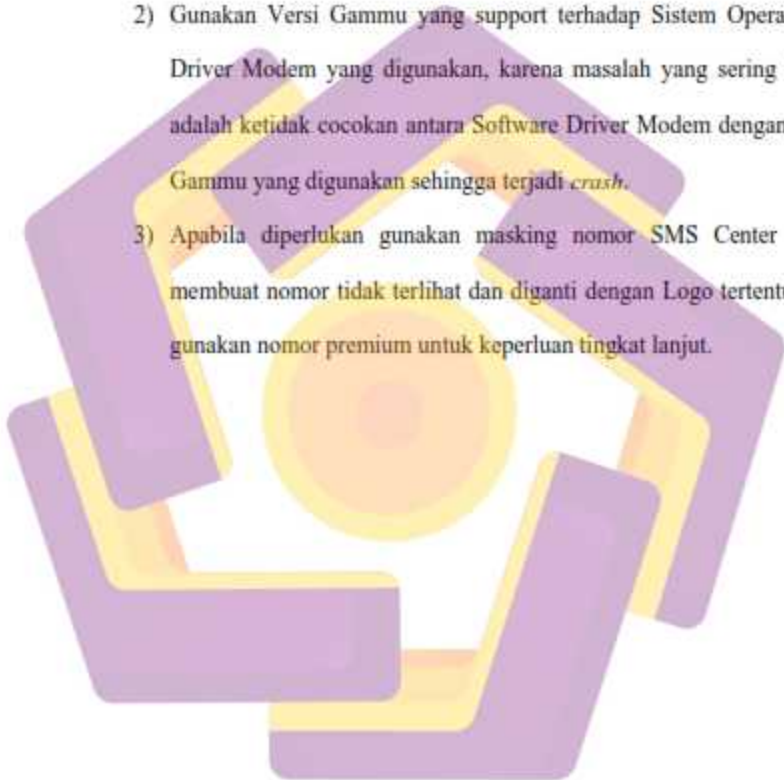 2) Gunakan Versi Gammu yang support terhadap Sistem Opera
Driver Modem yang digunakan, karena masalah yang sering
adalah ketidak cocokan antara Software Driver Modem dengan
Gammu yang digunakan sehingga terjadi crash.
3) Apabila diperlukan gunakan masking nomor SMS Center
membuat nomor tidak terlihat dan diganti dengan Logo tertentu
gunakan nomor premium untuk keperluan tingkat lanjut.